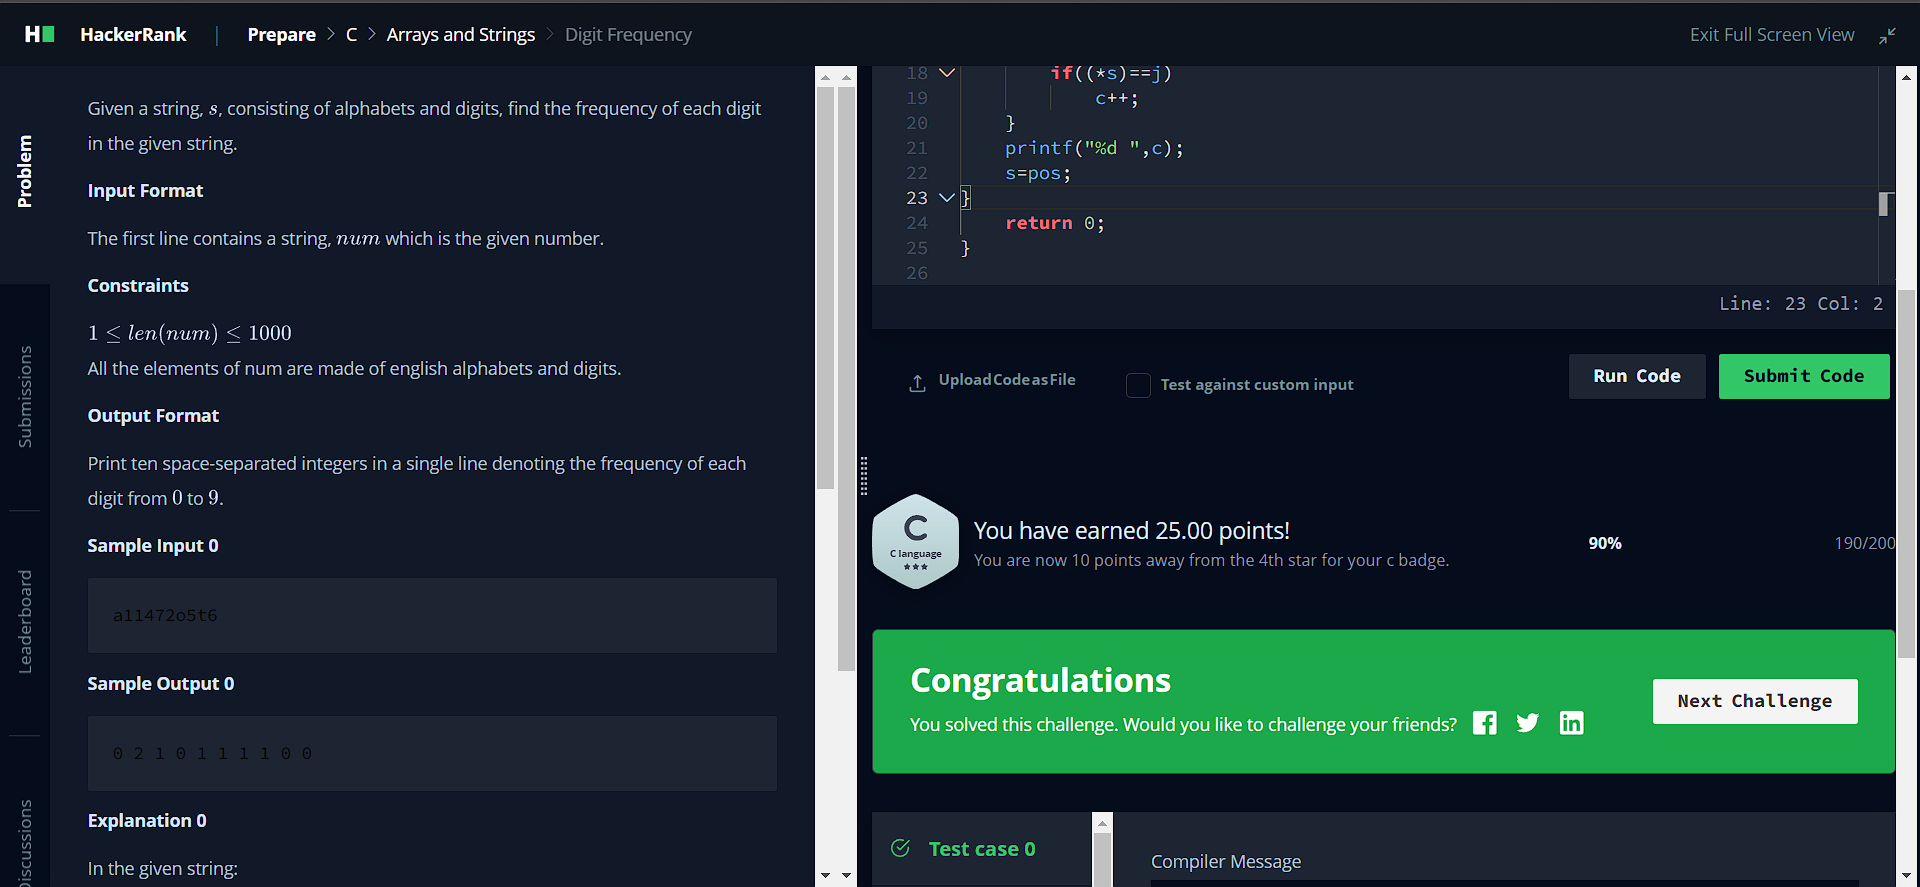 H
HackerRank | Prepare > C > Arrays and Strings > Digit Frequency
Exit Full Screen View
Problem
Submissions
Leaderboard
Discussions
Given a string, s, consisting of alphabets and digits, find the frequency of each digit
in the given string.
Input Format
The first line contains a string, num which is the given number.
Constraints
1 ≤ len(num) ≤ 1000
All the elements of num are made of english alphabets and digits.
Output Format
Print ten space-separated integers in a single line denoting the frequency of each
digit from 0 to 9.
Sample Input 0
a11472o5t6
Sample Output 0
0 2 1 0 1 1 1 1 0 0
Explanation 0
In the given string:
18 if((*s)==j)
19 c++;
20 }
21 printf("%d ",c);
22 s=pos;
23 }
24 return 0;
25 }
26
Line: 23 Col: 2
Upload Code as File
Test against custom input
Run Code
Submit Code
C
C language
You have earned 25.00 points!
You are now 10 points away from the 4th star for your c badge.
90%
190/200
Congratulations
You solved this challenge. Would you like to challenge your friends?
Next Challenge
Test case 0
Compiler Message